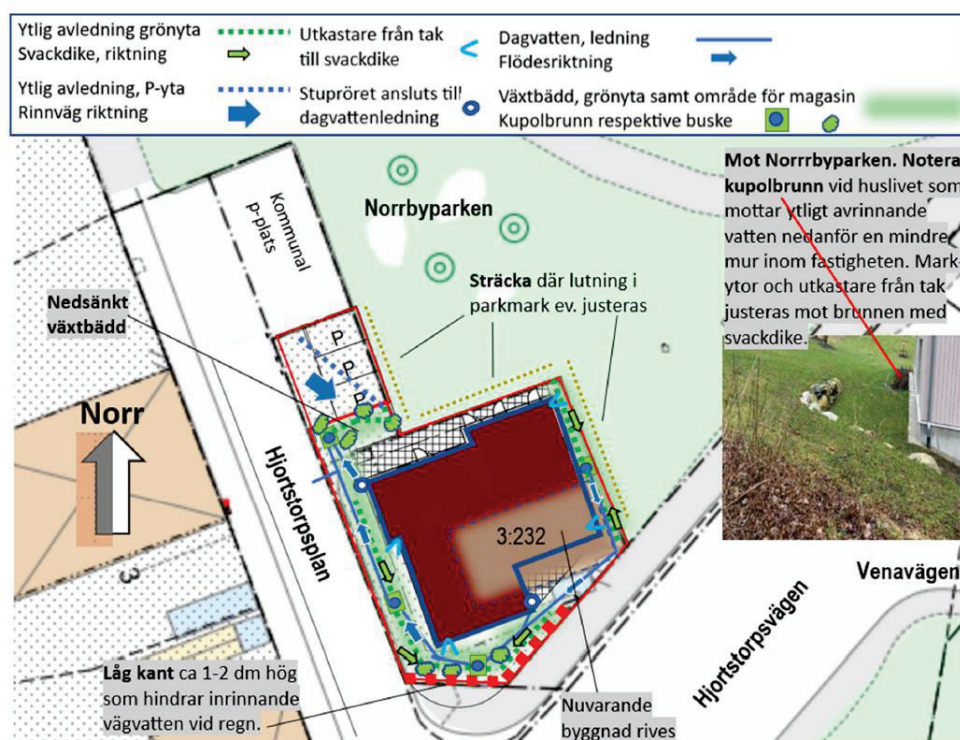 Ytlig avledning grönyta
Svackdike, riktning
Utkastare från tak
till svackdike
Dagvatten, ledning
Flödesriktning
Ytlig avledning, P-yta
Rinnväg riktning
Stupröret ansluts till
dagvattenledning
Växtbädd, grönyta samt område för magasin
Kupolbrunn respektive buske
Kommunal
p-plats
Norrbyparken
Mot Norrrbyparken. Notera
kupolbrunn vid huslivet som
mottar ytligt avrinnande
vatten nedanför en mindre
mur inom fastigheten. Mark-
ytor och utkastare från tak
justeras mot brunnen med
svackdike.
Sträcka där lutning i
parkmark ev. justeras
Nedsänkt
växtbädd
P
P
P
Norr
Hjortstorpsplan
3:232
3
Venavägen
Hjortstorpsvägen
Låg kant ca 1-2 dm hög
som hindrar inrinnande
vägvatten vid regn.
Nuvarande
byggnad rives